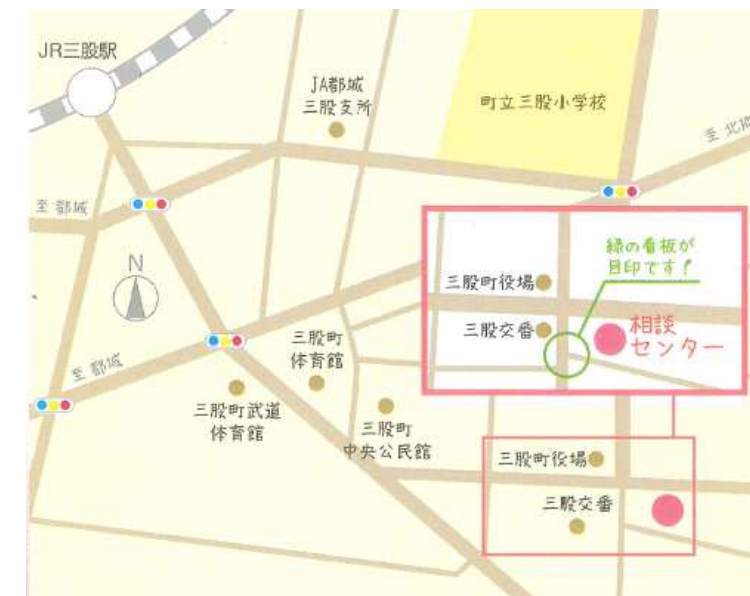 JR三股駅
JA都城
三股支所
町立三股小学校
至 都城
N
緑の看板が
目印です！
三股町役場
三股交番
相談
センター
三股町
体育館
至 都城
三股町武道
体育館
三股町
中央公民館
三股町役場
三股交番